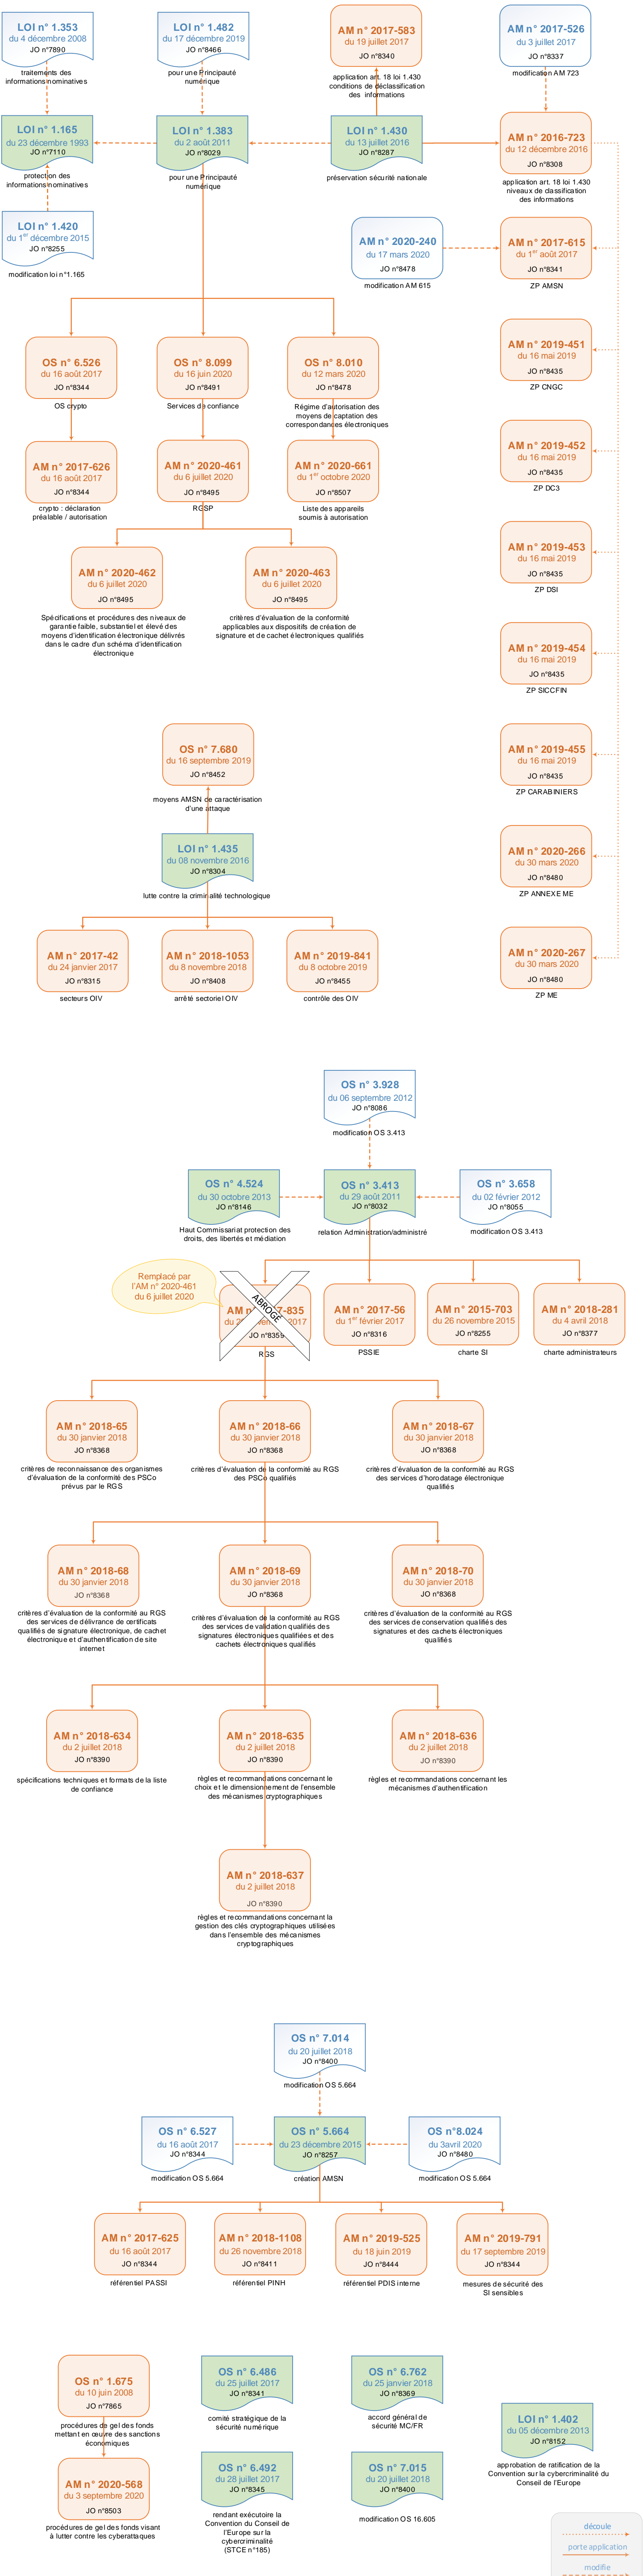 LOI n° 1.353
du 4 décembre 2008
JO n°7890
traitements des
informations nominatives
LOI n° 1.482
du 17 décembre 2019
JO n°8466
pour une Principauté
numérique
AM n° 2017-583
du 19 juillet 2017
JO n°8340
application art. 18 loi 1.430
conditions de déclassification
des informations
AM n° 2017-526
du 3 juillet 2017
JO n°8337
modification AM 723
LOI n° 1.165
du 23 décembre 1993
JO n°7110
protection des
informations nominatives
LOI n° 1.383
du 2 août 2011
JO n°8029
pour une Principauté
numérique
LOI n° 1.430
du 13 juillet 2016
JO n°8287
préservation sécurité nationale
AM n° 2016-723
du 12 décembre 2016
JO n°8308
application art. 18 loi 1.430
niveaux de classification
des informations
LOI n° 1.420
du 1er décembre 2015
JO n°8255
modification loi n°1.165
AM n° 2020-240
du 17 mars 2020
JO n°8478
modification AM 615
AM n° 2017-615
du 1er août 2017
JO n°8341
ZP AMSN
AM n° 2019-451
du 16 mai 2019
JO n°8435
ZP CNGC
OS n° 6.526
du 16 août 2017
JO n°8344
OS crypto
OS n° 8.099
du 16 juin 2020
JO n°8491
Services de confiance
OS n° 8.010
du 12 mars 2020
JO n°8478
Régime d'autorisation des
moyens de captation des
correspondances électroniques
AM n° 2017-626
du 16 août 2017
JO n°8344
crypto : déclaration
préalable / autorisation
AM n° 2020-461
du 6 juillet 2020
JO n°8495
RGSP
AM n° 2020-661
du 1er octobre 2020
JO n°8507
Liste des appareils
soumis à autorisation
AM n° 2019-452
du 16 mai 2019
JO n°8435
ZP DC3
AM n° 2020-462
du 6 juillet 2020
JO n°8495
Spécifications et procédures des niveaux de
garantie faible, substantiel et élevé des
moyens d'identification électronique délivrés
dans le cadre d'un schéma d'identification
électronique
AM n° 2020-463
du 6 juillet 2020
JO n°8495
critères d'évaluation de la conformité
applicables aux dispositifs de création de
signature et de cachet électroniques qualifiés
AM n° 2019-453
du 16 mai 2019
JO n°8435
ZP DSI
AM n° 2019-454
du 16 mai 2019
JO n°8435
ZP SICCFIN
OS n° 7.680
du 16 septembre 2019
JO n°8452
moyens AMSN de caractérisation
d'une attaque
AM n° 2019-455
du 16 mai 2019
JO n°8435
ZP CARABINIERS
LOI n° 1.435
du 08 novembre 2016
JO n°8304
lutte contre la criminalité technologique
AM n° 2020-266
du 30 mars 2020
JO n°8480
ZP ANNEXE ME
AM n° 2017-42
du 24 janvier 2017
JO n°8315
secteurs OIV
AM n° 2018-1053
du 8 novembre 2018
JO n°8408
arrêté sectoriel OIV
AM n° 2019-841
du 8 octobre 2019
JO n°8455
contrôle des OIV
AM n° 2020-267
du 30 mars 2020
JO n°8480
ZP ME
OS n° 3.928
du 06 septembre 2012
JO n°8086
modification OS 3.413
OS n° 4.524
du 30 octobre 2013
JO n°8146
Haut Commissariat protection des
droits, des libertés et médiation
OS n° 3.413
du 29 août 2011
JO n°8032
relation Administration/administré
OS n° 3.658
du 02 février 2012
JO n°8055
modification OS 3.413
Remplacé par
l'AM n° 2020-461
du 6 juillet 2020
ABROGÉ
JO n°8359
RGS
AM n° 2017-56
du 1er février 2017
JO n°8316
PSSIE
AM n° 2015-703
du 26 novembre 2015
JO n°8255
charte SI
AM n° 2018-281
du 4 avril 2018
JO n°8377
charte administrateurs
AM n° 2018-65
du 30 janvier 2018
JO n°8368
critères de reconnaissance des organismes
d'évaluation de la conformité des PSCo
prévus par le RGS
AM n° 2018-66
du 30 janvier 2018
JO n°8368
critères d'évaluation de la conformité au RGS
des PSCo qualifiés
AM n° 2018-67
du 30 janvier 2018
JO n°8368
critères d'évaluation de la conformité au RGS
des services d'horodatage électronique
qualifiés
AM n° 2018-68
du 30 janvier 2018
JO n°8368
critères d'évaluation de la conformité au RGS
des services de délivrance de certificats
qualifiés de signature électronique, de cachet
électronique et d'authentification de site
internet
AM n° 2018-69
du 30 janvier 2018
JO n°8368
critères d'évaluation de la conformité au RGS
des services de validation qualifiés des
signatures électroniques qualifiées et des
cachets électroniques qualifiés
AM n° 2018-70
du 30 janvier 2018
JO n°8368
critères d'évaluation de la conformité au RGS
des services de conservation qualifiés des
signatures et des cachets électroniques
qualifiés
AM n° 2018-634
du 2 juillet 2018
JO n°8390
spécifications techniques et formats de la liste
de confiance
AM n° 2018-635
du 2 juillet 2018
JO n°8390
règles et recommandations concernant le
choix et le dimensionnement de l'ensemble
des mécanismes cryptographiques
AM n° 2018-636
du 2 juillet 2018
JO n°8390
règles et recommandations concernant les
mécanismes d'authentification
AM n° 2018-637
du 2 juillet 2018
JO n°8390
règles et recommandations concernant la
gestion des clés cryptographiques utilisées
dans l'ensemble des mécanismes
cryptographiques
OS n° 7.014
du 20 juillet 2018
JO n°8400
modification OS 5.664
OS n° 6.527
du 16 août 2017
JO n°8344
modification OS 5.664
OS n° 5.664
du 23 décembre 2015
JO n°8257
création AMSN
OS n°8.024
du 3avril 2020
JO n°8480
modification OS 5.664
AM n° 2017-625
du 16 août 2017
JO n°8344
référentiel PASSI
AM n° 2018-1108
du 26 novembre 2018
JO n°8411
référentiel PINH
AM n° 2019-525
du 18 juin 2019
JO n°8444
référentiel PDIS interne
AM n° 2019-791
du 17 septembre 2019
JO n°8344
mesures de sécurité des
SI sensibles
OS n° 1.675
du 10 juin 2008
JO n°7865
procédures de gel des fonds
mettant en œuvre des sanctions
économiques
OS n° 6.486
du 25 juillet 2017
JO n°8341
comité stratégique de la
sécurité numérique
OS n° 6.762
du 25 janvier 2018
JO n°8369
accord général de
sécurité MC/FR
LOI n° 1.402
du 05 décembre 2013
JO n°8152
approbation de ratification de la
Convention sur la cybercriminalité du
Conseil de l'Europe
AM n° 2020-568
du 3 septembre 2020
JO n°8503
procédures de gel des fonds visant
à lutter contre les cyberattaques
OS n° 6.492
du 28 juillet 2017
JO n°8345
rendant exécutoire la
Convention du Conseil de
l'Europe sur la
cybercriminalité
(STCE n°185)
OS n° 7.015
du 20 juillet 2018
JO n°8400
modification OS 16.605
découle
porte application
modifie